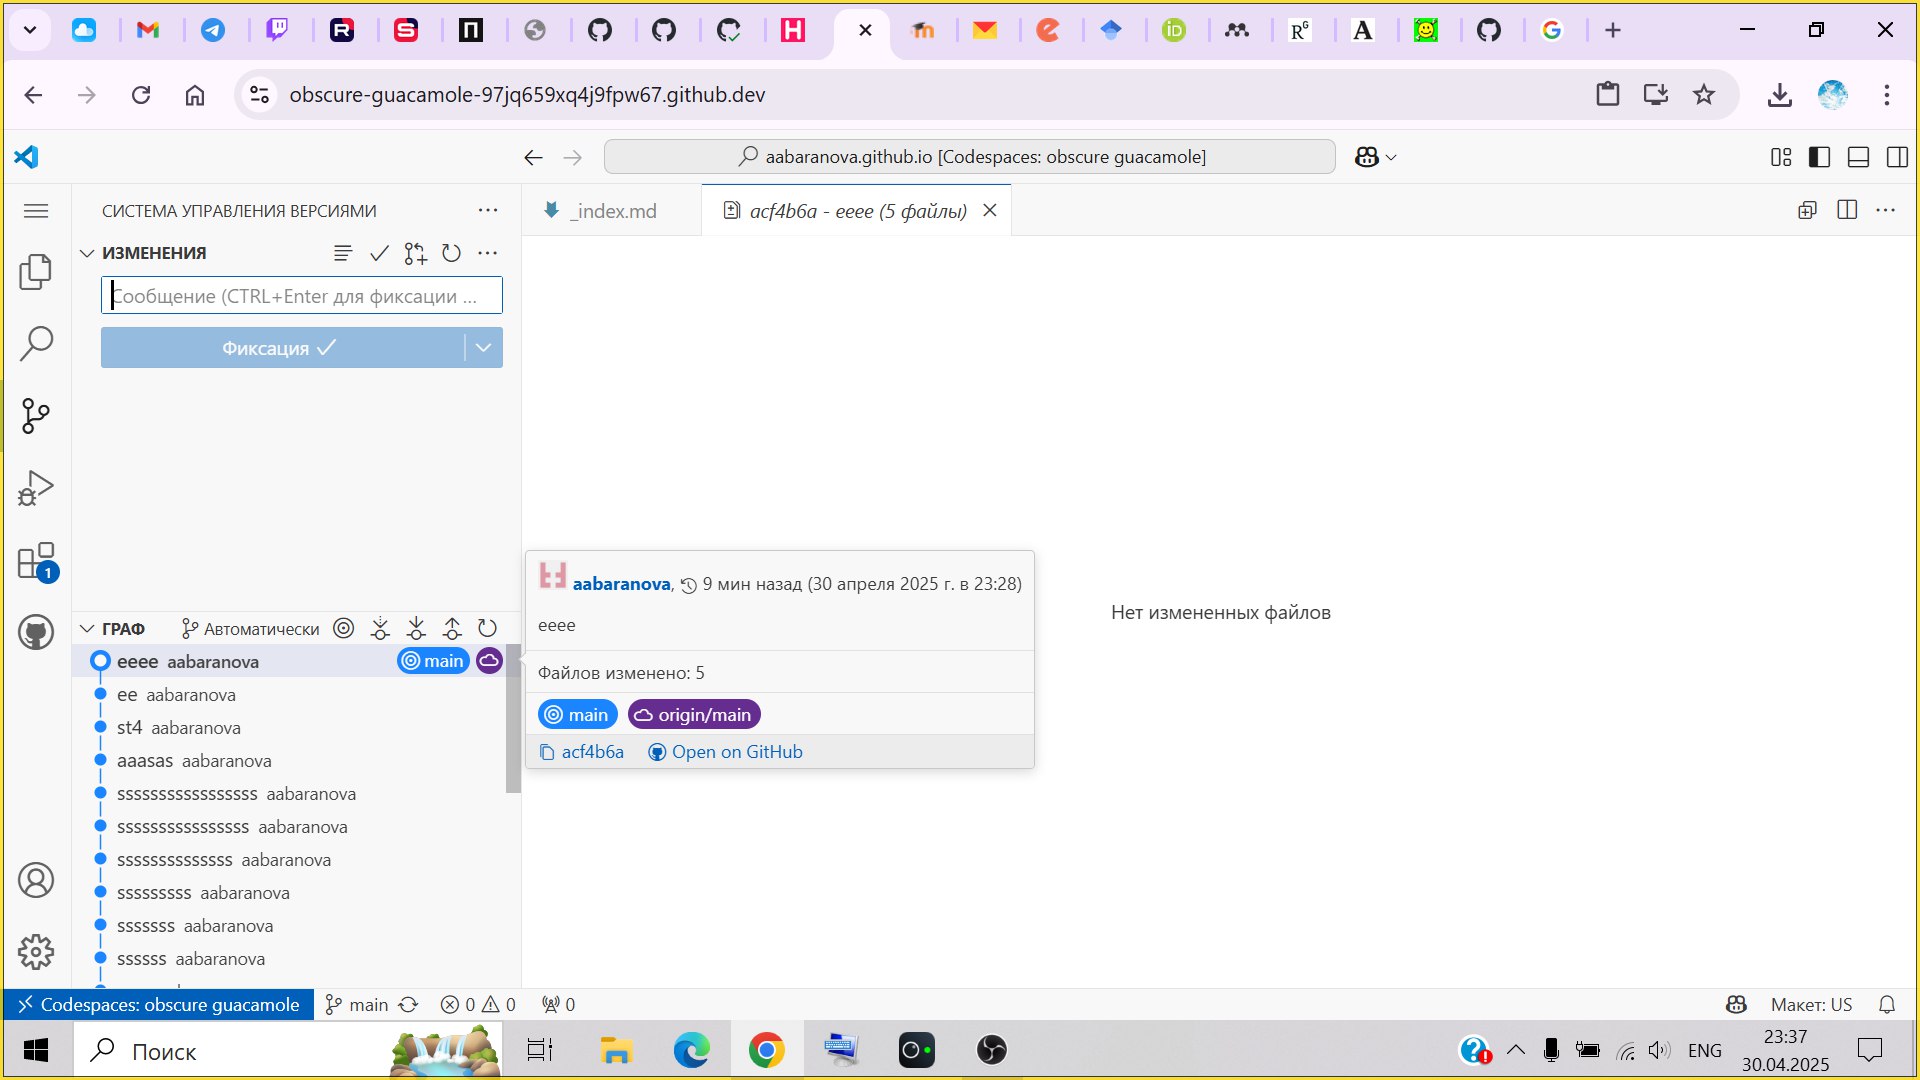 obscure-guacamole-97jq659xq4j9fpw67.github.dev
aabaranova.github.io [Codespaces: obscure guacamole]
СИСТЕМА УПРАВЛЕНИЯ ВЕРСИЯМИ
_index.md
acf4b6a - eeee (5 файлы)
ИЗМЕНЕНИЯ
Сообщение (CTRL+Enter для фиксации ...
Фиксация
1
aabaranova, 9 мин назад (30 апреля 2025 г. в 23:28)
eeee
Файлов изменено: 5
main origin/main
acf4b6a Open on GitHub
Нет измененных файлов
ГРАФ Автоматически
eeee aabaranova main
ee aabaranova
st4 aabaranova
aaasas aabaranova
sssssssssssssssss aabaranova
ssssssssssssssss aabaranova
ssssssssssssss aabaranova
sssssssss aabaranova
sssssss aabaranova
ssssss aabaranova
Codespaces: obscure guacamole main 0 0 0
Макет: US
Поиск
ENG
23:37
30.04.2025